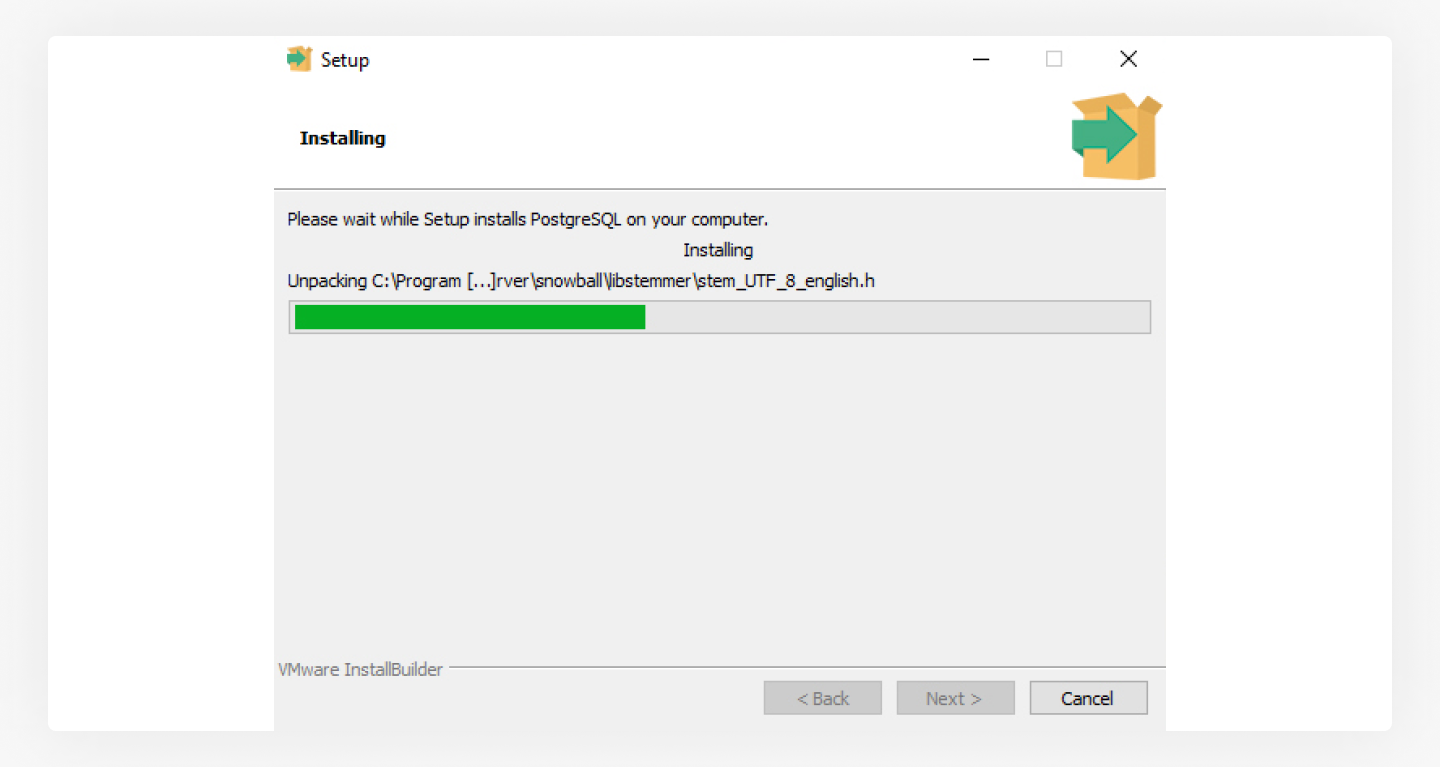 Setup
Installing
Please wait while Setup installs PostgreSQL on your computer.
Installing
Unpacking C:\Program [...]rver\snowball\libstemmer\stem_UTF_8_english.h
VMware InstallBuilder
< Back
Next >
Cancel